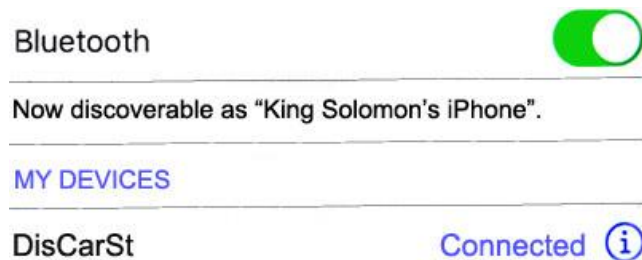 Bluetooth
Now discoverable as “King Solomon’s iPhone”.
MY DEVICES
DisCarSt
Connected i